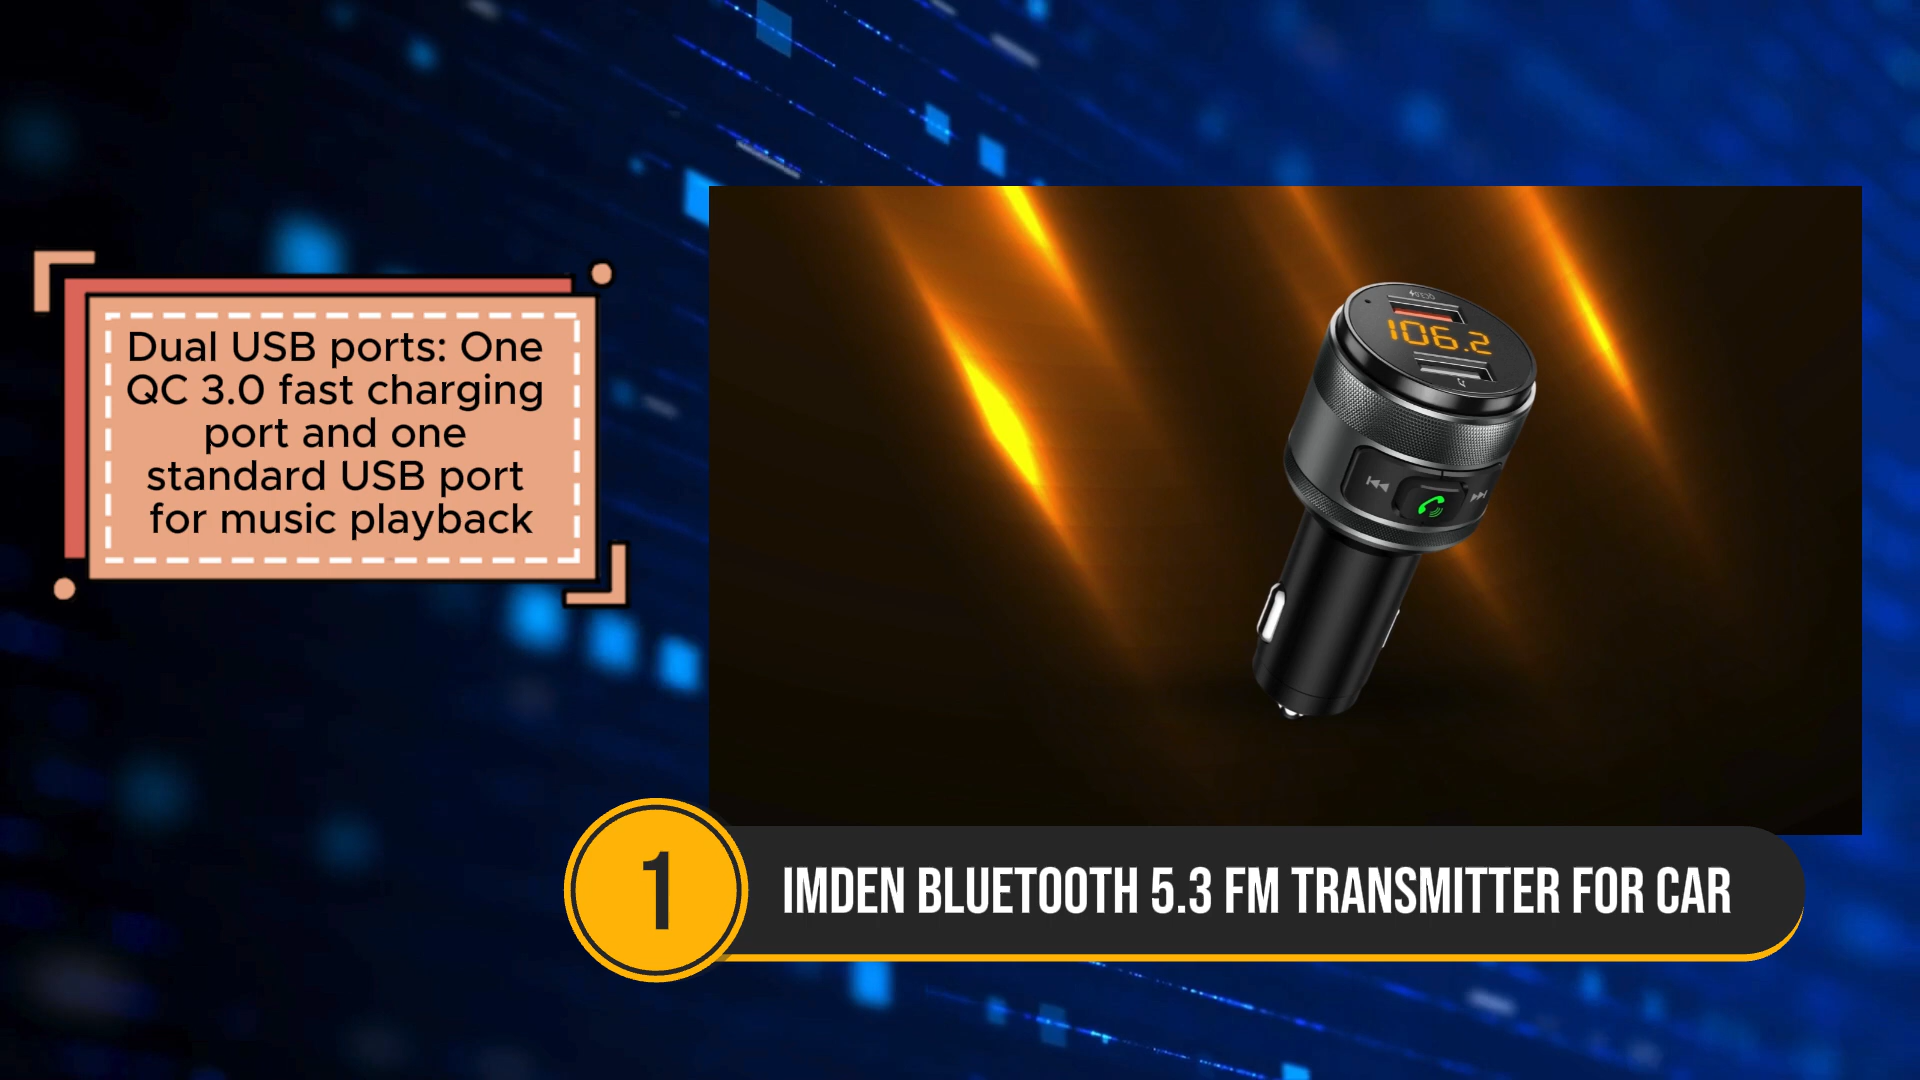 Dual USB ports: One
QC 3.0 fast charging
port and one
standard USB port
for music playback
106.2
1
IMDEN BLUETOOTH 5.3 FM TRANSMITTER FOR CAR